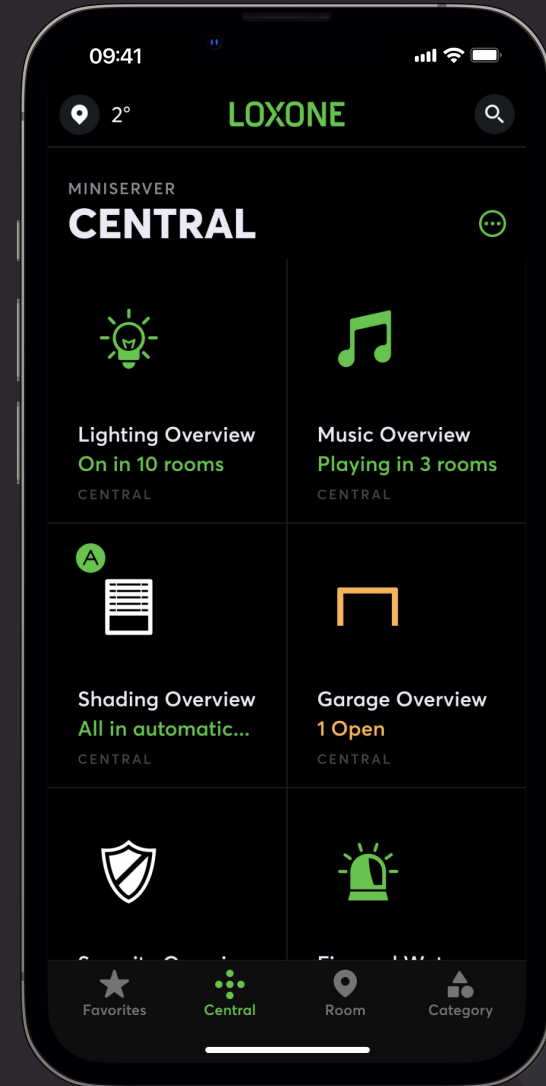 09:41
2°
LOXONE
MINISERVER
CENTRAL
Lighting Overview
On in 10 rooms
CENTRAL
Music Overview
Playing in 3 rooms
CENTRAL
A
Shading Overview
All in automatic...
CENTRAL
Garage Overview
1 Open
CENTRAL
Favorites
Central
Room
Category